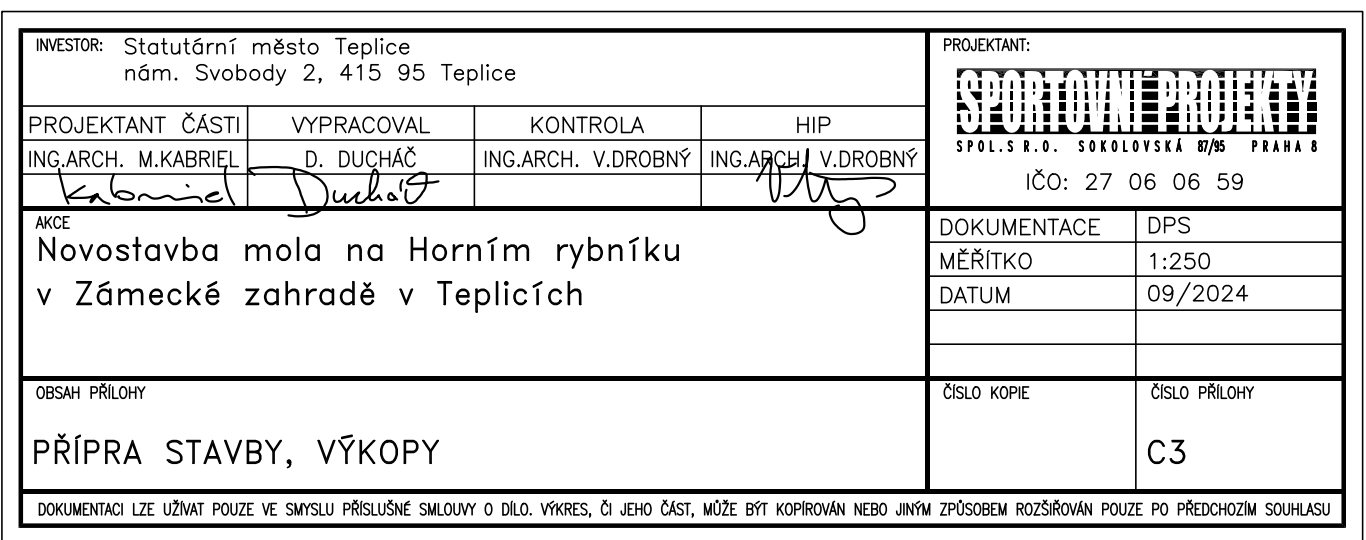 INVESTOR: Statutární město Teplice
nám. Svobody 2, 415 95 Teplice
PROJEKTANT:
SPORTOVNÍ PROJEKTY
SPOL.S R.O. SOKOLOVSKÁ 87/95 PRAHA 8
IČO: 27 06 06 59
PROJEKTANT ČÁSTI VYPRACOVAL KONTROLA HIP
ING.ARCH. M.KABRIEL D. DUCHÁČ ING.ARCH. V.DROBNÝ ING.ARCH. V.DROBNÝ
Kabriel Ducháč
AKCE
Novostavba mola na Horním rybníku
v Zámecké zahradě v Teplicích
DOKUMENTACE DPS
MĚŘÍTKO 1:250
DATUM 09/2024
OBSAH PŘÍLOHY
PŘÍPRA STAVBY, VÝKOPY
ČÍSLO KOPIE ČÍSLO PŘÍLOHY
C3
DOKUMENTACI LZE UŽÍVAT POUZE VE SMYSLU PŘÍSLUŠNÉ SMLOUVY O DÍLO. VÝKRES, ČI JEHO ČÁST, MŮŽE BÝT KOPÍROVÁN NEBO JINÝM ZPŮSOBEM ROZŠIŘOVÁN POUZE PO PŘEDCHOZÍM SOUHLASU